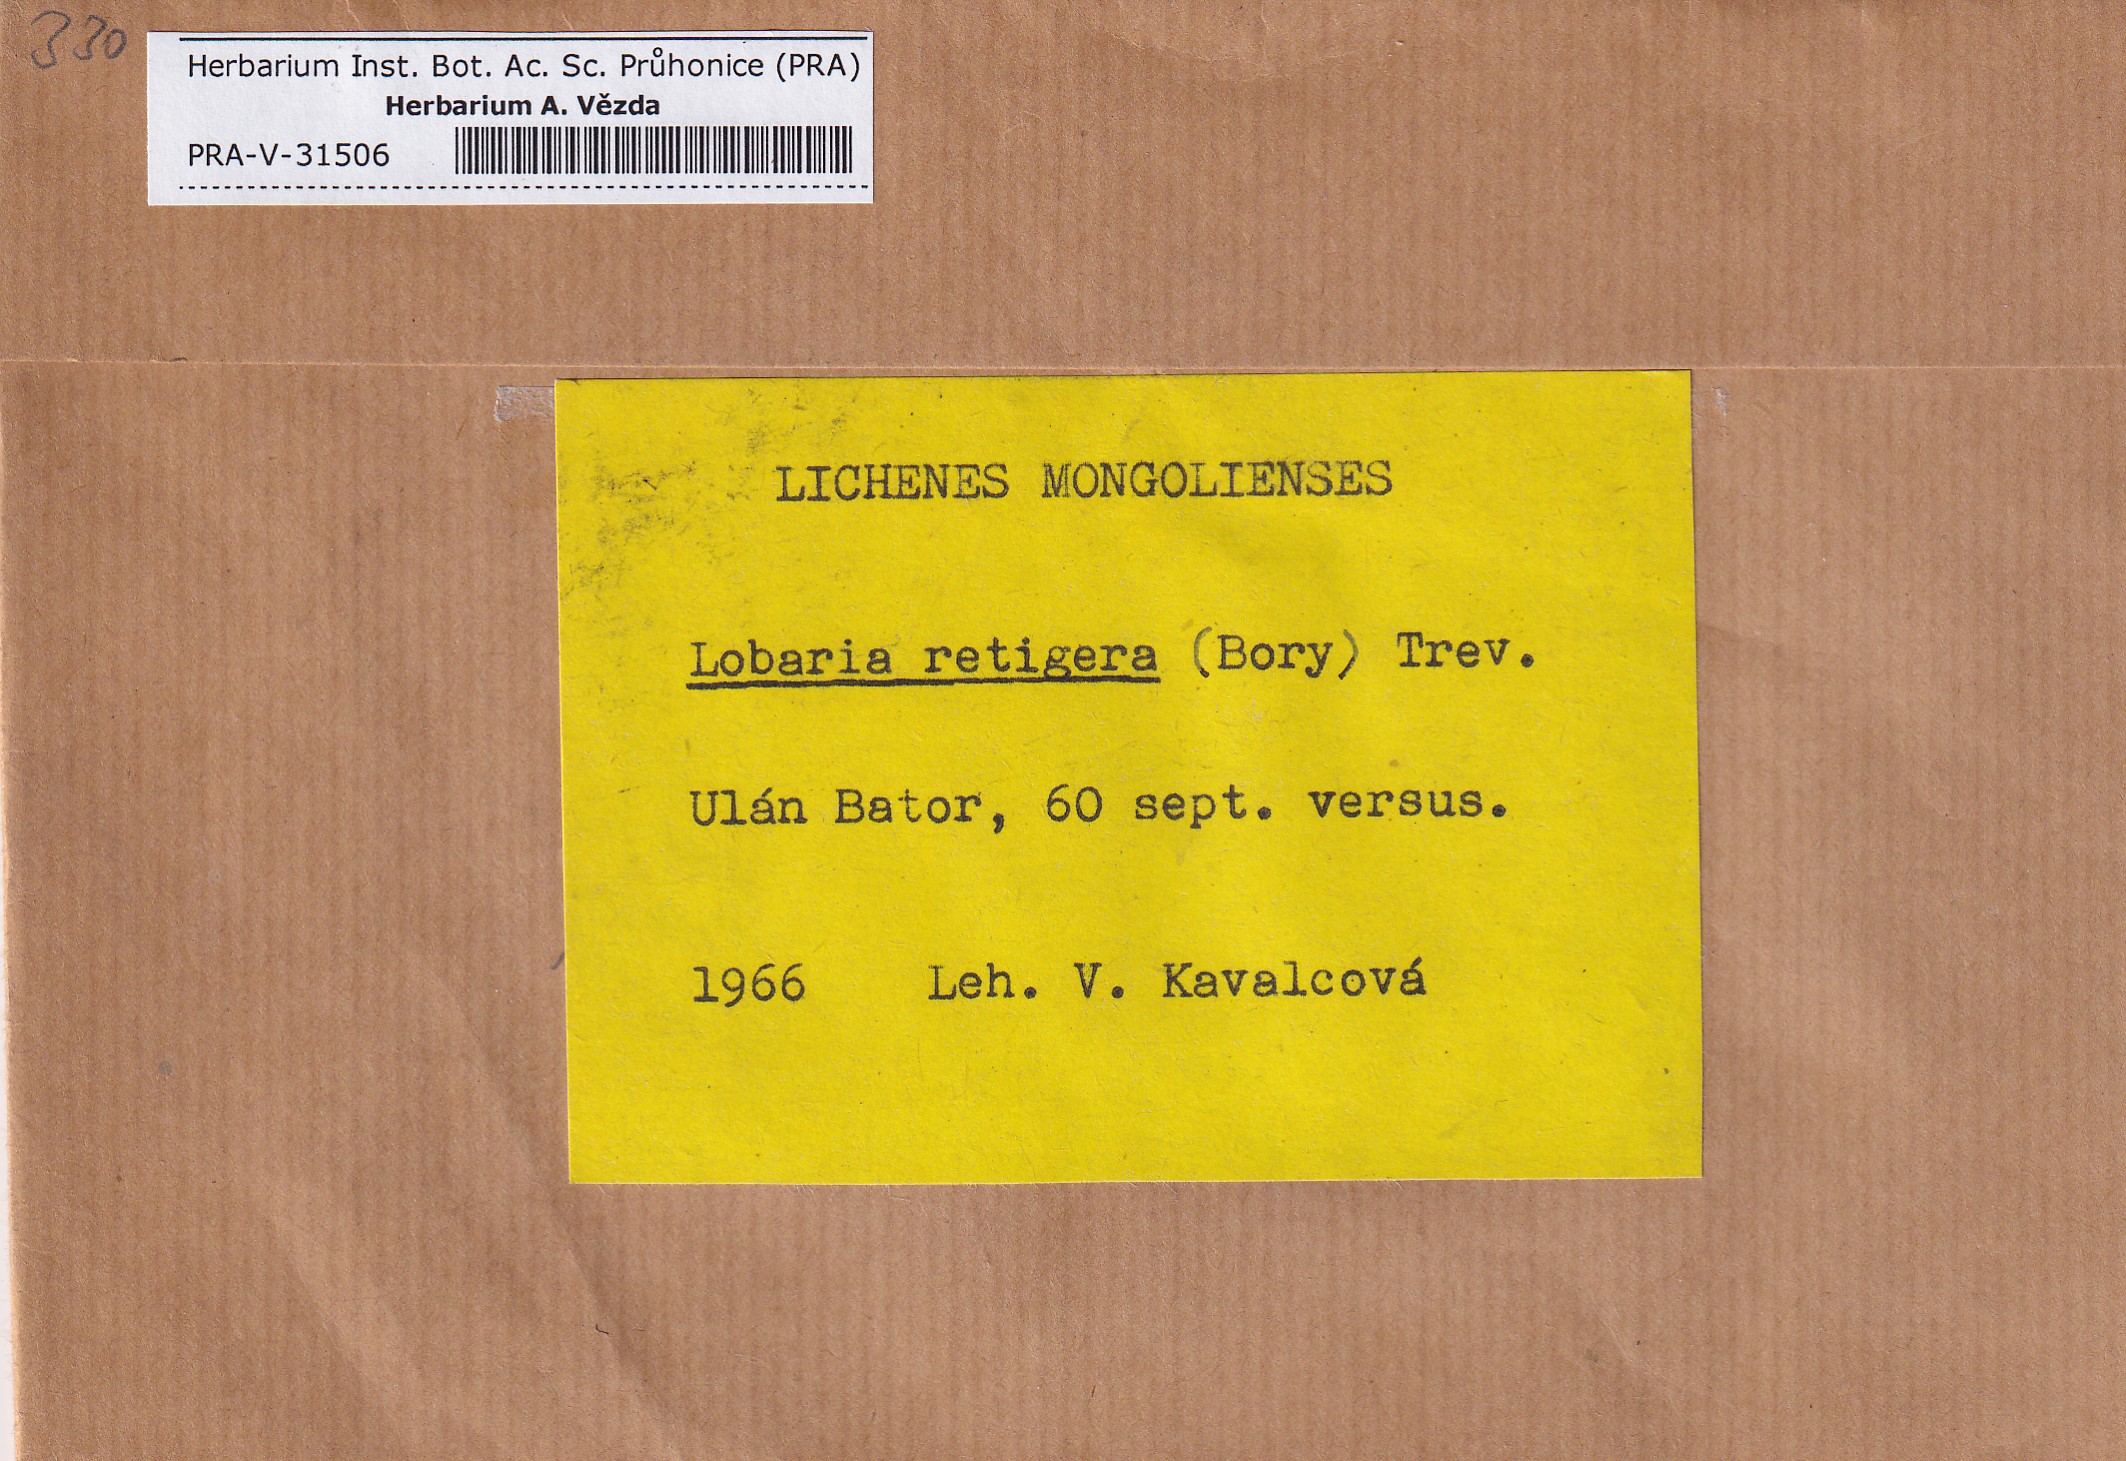 330
Herbarium Inst. Bot. Ac. Sc. Průhonice (PRA)
Herbarium A. Vězda
PRA-V-31506
LICHENES MONGOLIENSES
Lobaria retigera (Bory) Trev.
Ulán Bator, 60 sept. versus.
1966 Leh. V. Kavalcová